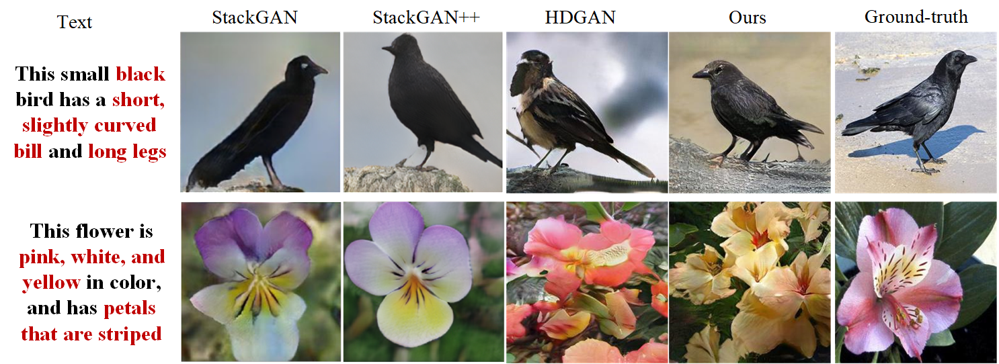 Text StackGAN StackGAN++ HDGAN Ours Ground-truth
This small black
bird has a short,
slightly curved
bill and long legs
This flower is
pink, white, and
yellow in color,
and has petals
that are striped